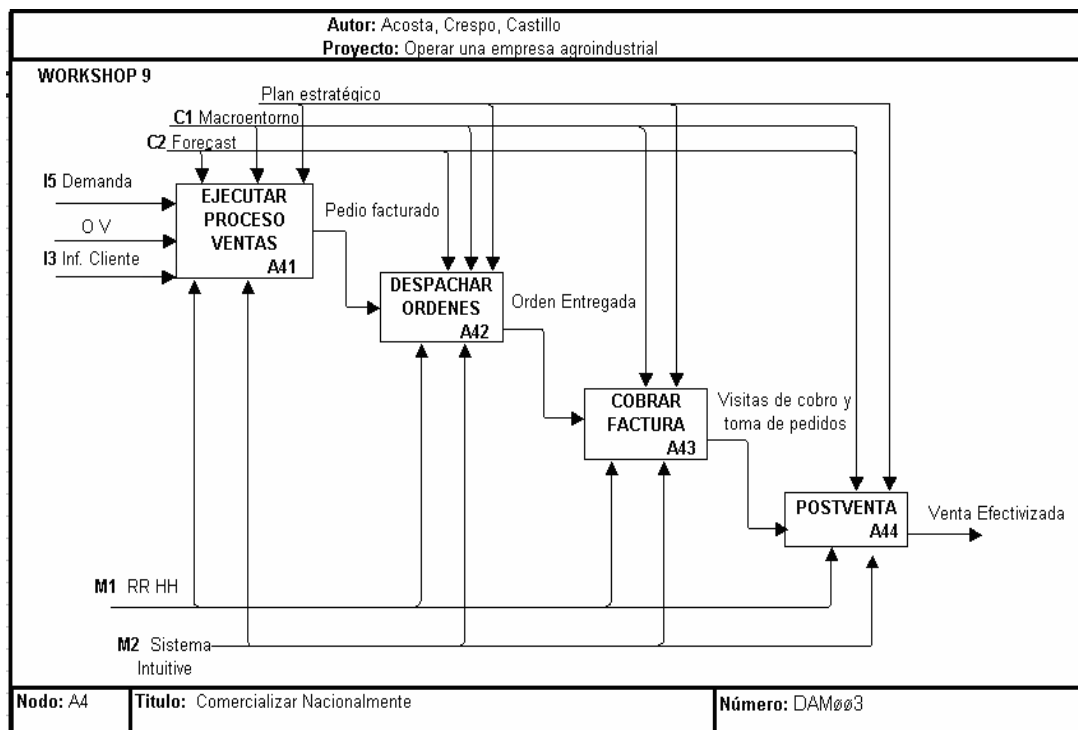 Autor: Acosta, Crespo, Castillo
Proyecto: Operar una empresa agroindustrial
WORKSHOP 9
Plan estratégico
C1 Macroentorno
C2 Forecast
I5 Demanda
O V
I3 Inf. Cliente
EJECUTAR
PROCESO
VENTAS
A41
Pedio facturado
DESPACHAR
ORDENES
A42
Orden Entregada
COBRAR
FACTURA
A43
Visitas de cobro y
toma de pedidos
POSTVENTA
A44
Venta Efectivizada
M1 RR HH
M2 Sistema
Intuitive
Nodo: A4
Titulo: Comercializar Nacionalmente
Número: DAMøø3